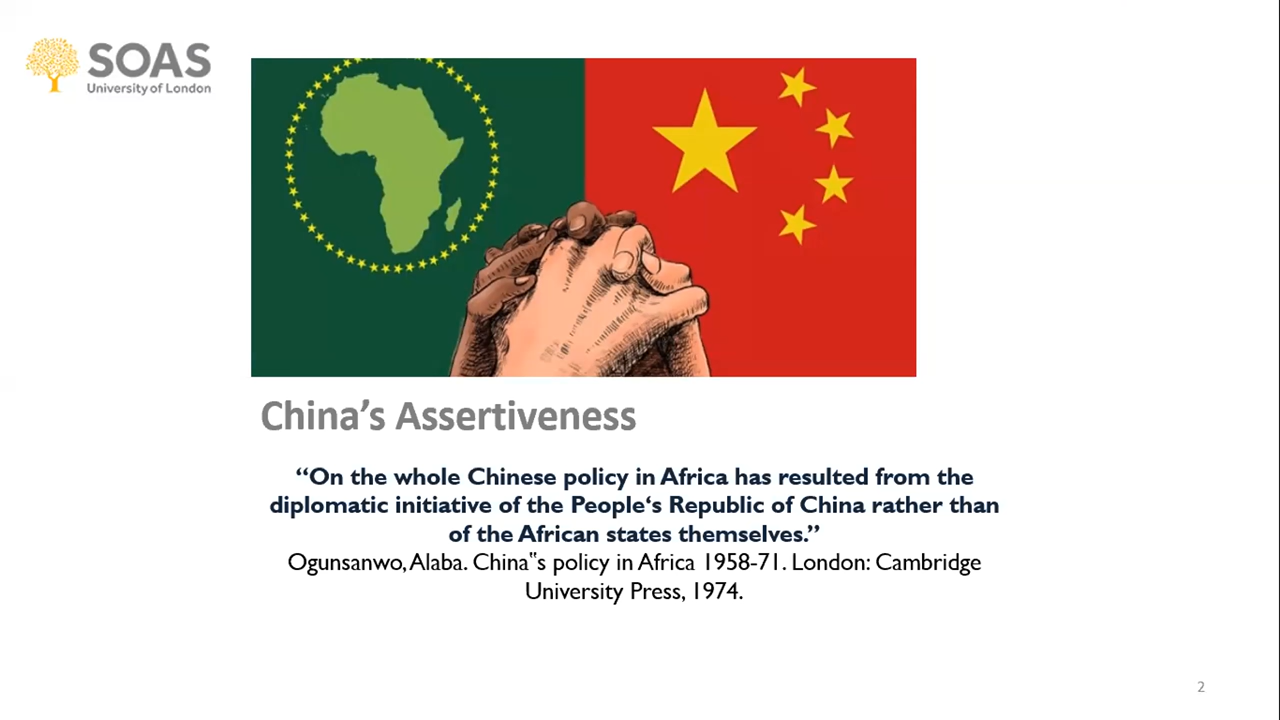 SOAS
University of London
China’s Assertiveness
“On the whole Chinese policy in Africa has resulted from the
diplomatic initiative of the People‘s Republic of China rather than
of the African states themselves.”
Ogunsanwo, Alaba. China‟s policy in Africa 1958-71. London: Cambridge
University Press, 1974.
2